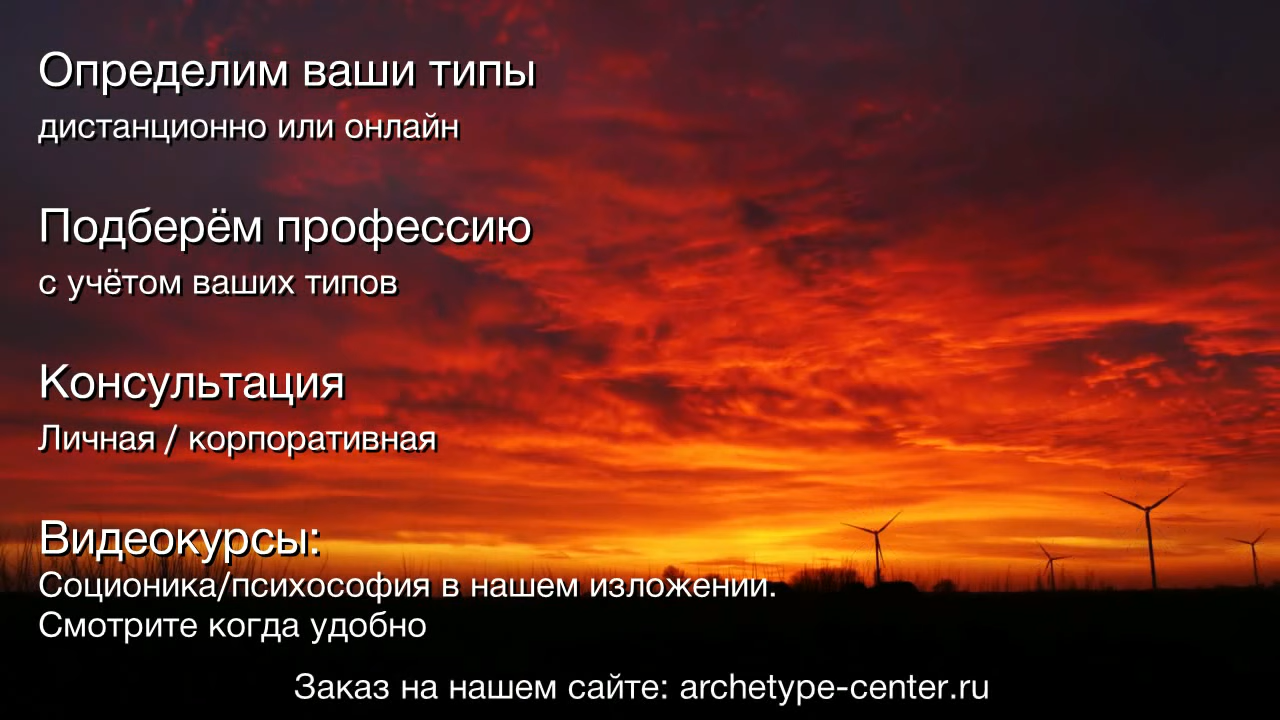 Определим ваши типы
дистанционно или онлайн
Подберём профессию
с учётом ваших типов
Консультация
Личная / корпоративная
Видеокурсы:
Соционика/психософия в нашем изложении.
Смотрите когда удобно
Заказ на нашем сайте: archetype-center.ru